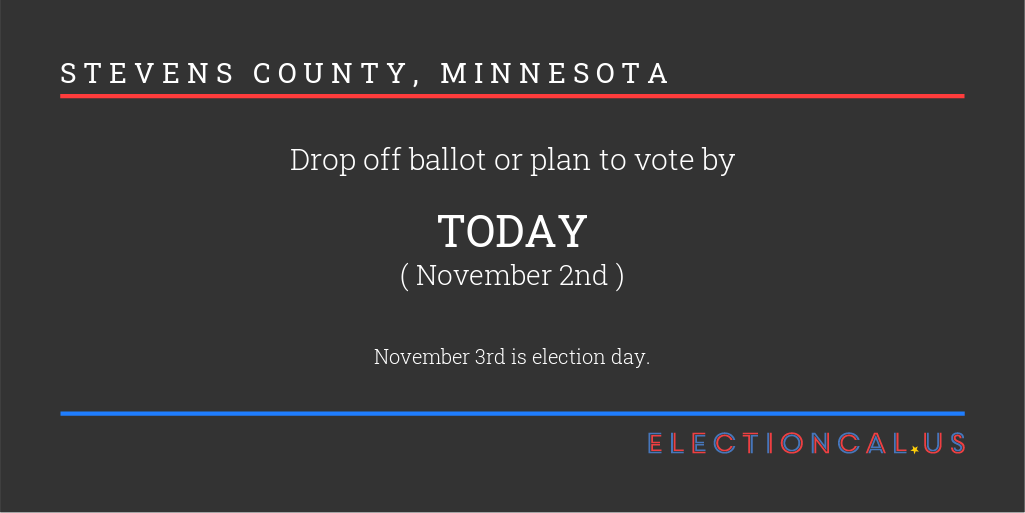 STEVENS COUNTY, MINNESOTA
Drop off ballot or plan to vote by
TODAY
( November 2nd )
November 3rd is election day.
ELECTIONCAL.US